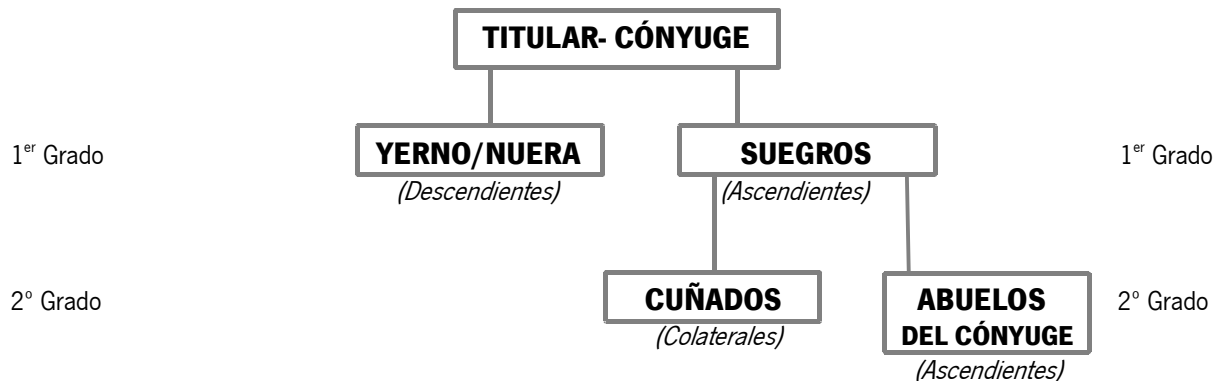 TITULAR- CÓNYUGE
1er Grado
YERNO/NUERA
SUEGROS
1er Grado
(Descendientes)
(Ascendientes)
2º Grado
CUÑADOS
ABUELOS
DEL CÓNYUGE
2º Grado
(Colaterales)
(Ascendientes)